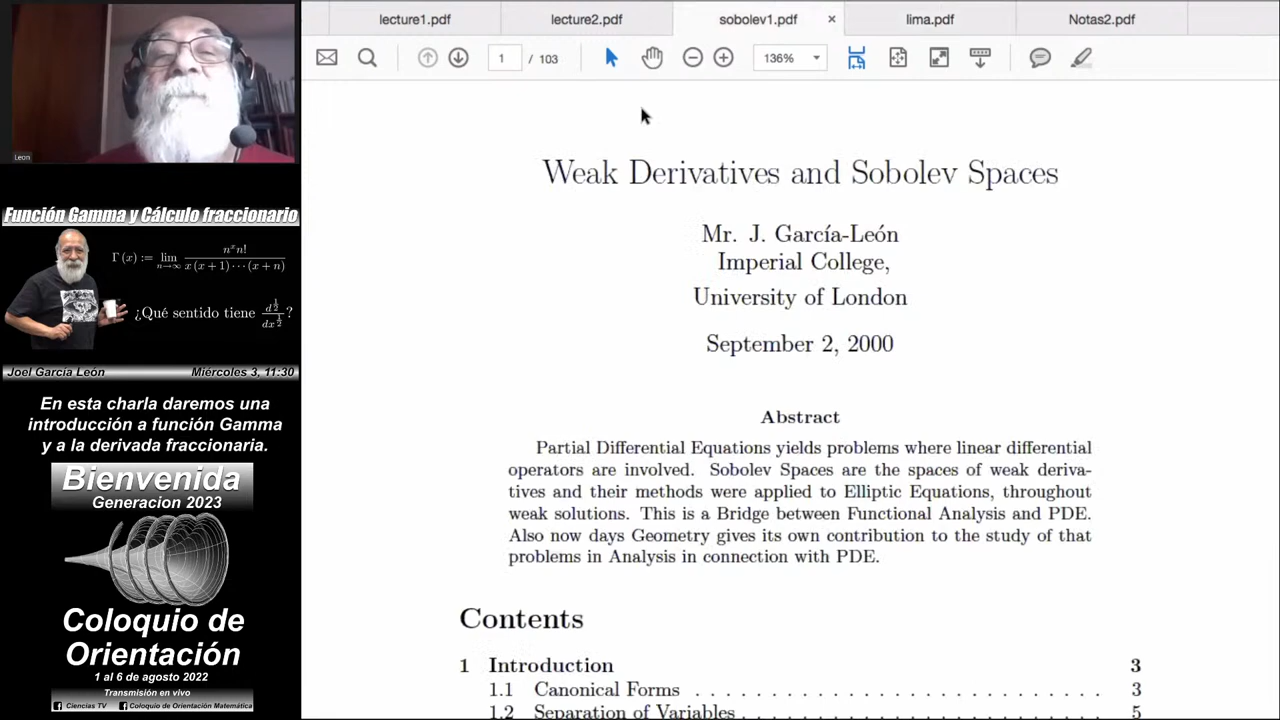 lecture1.pdf
lecture2.pdf
sobolev1.pdf
×
lima.pdf
Notas2.pdf
1 / 103
136%
Leon
Función Gamma y Cálculo fraccionario
Γ(x) := lim n→∞ n^x n! / x(x+1)···(x+n)
¿Qué sentido tiene d^{1/2}/dx^{1/2}?
Joel García León Miércoles 3, 11:30
En esta charla daremos una
introducción a función Gamma
y a la derivada fraccionaria.
Bienvenida
Generacion 2023
Coloquio de
Orientación
1 al 6 de agosto 2022
Transmisión en vivo
Ciencias TV Coloquio de Orientación Matemática
Weak Derivatives and Sobolev Spaces
Mr. J. García-León
Imperial College,
University of London
September 2, 2000
Abstract
Partial Differential Equations yields problems where linear differential
operators are involved. Sobolev Spaces are the spaces of weak deriva-
tives and their methods were applied to Elliptic Equations, throughout
weak solutions. This is a Bridge between Functional Analysis and PDE.
Also now days Geometry gives its own contribution to the study of that
problems in Analysis in connection with PDE.
Contents
1 Introduction 3
1.1 Canonical Forms . . . . . . . . . . . . . . . . . . . . . . . . 3
1.2 Separation of Variables . . . . . . . . . . . . . . . . . . . . . 5